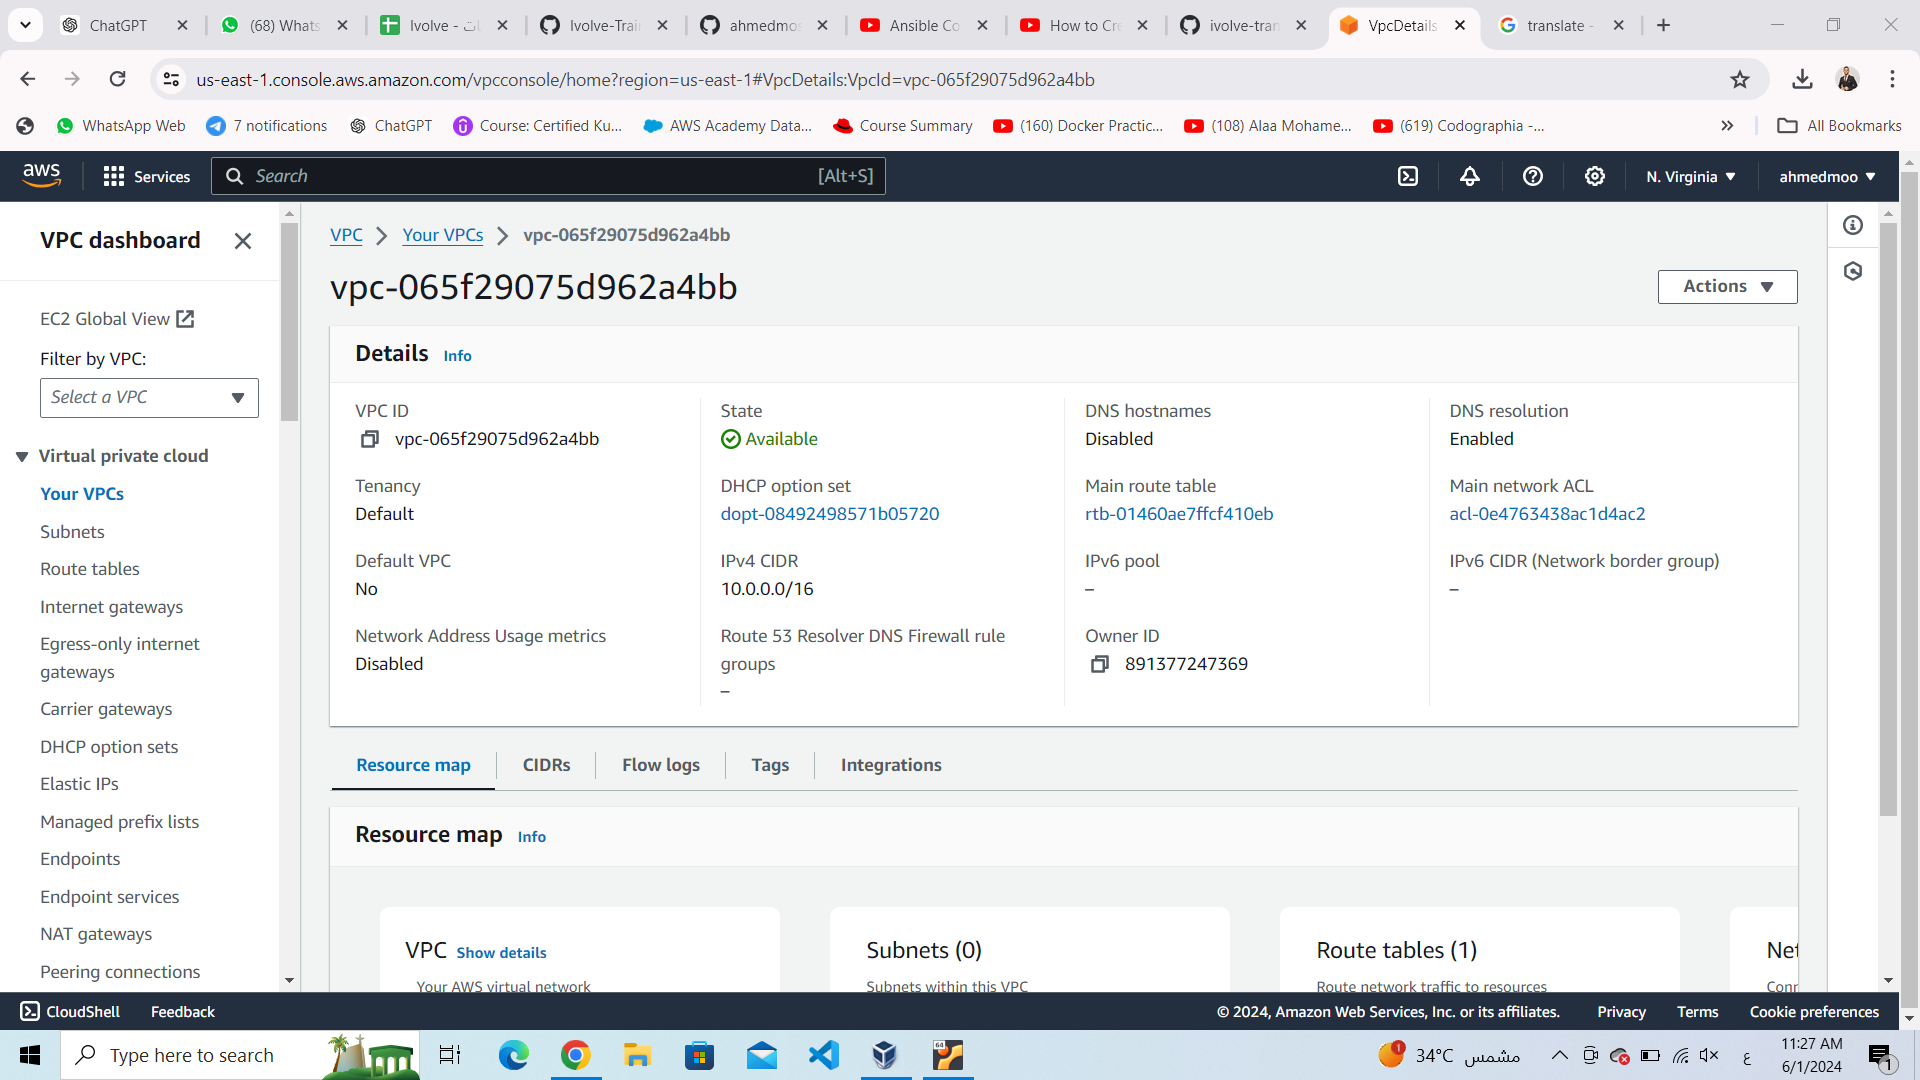 ChatGPT
(68) Whats
Ivolve - ات
Ivolve-Trai
ahmedmos
Ansible Co
How to Cre
ivolve-tran
VpcDetails
translate -
us-east-1.console.aws.amazon.com/vpcconsole/home?region=us-east-1#VpcDetails:VpcId=vpc-065f29075d962a4bb
WhatsApp Web
7 notifications
ChatGPT
Course: Certified Ku...
AWS Academy Data...
Course Summary
(160) Docker Practic...
(108) Alaa Mohame...
(619) Codographia -...
All Bookmarks
aws
Services
Search
[Alt+S]
N. Virginia
ahmedmoo
VPC dashboard
EC2 Global View
Filter by VPC:
Select a VPC
Virtual private cloud
Your VPCs
Subnets
Route tables
Internet gateways
Egress-only internet
gateways
Carrier gateways
DHCP option sets
Elastic IPs
Managed prefix lists
Endpoints
Endpoint services
NAT gateways
Peering connections
VPC
Your VPCs
vpc-065f29075d962a4bb
vpc-065f29075d962a4bb
Actions
Details Info
VPC ID
vpc-065f29075d962a4bb
State
Available
DNS hostnames
Disabled
DNS resolution
Enabled
Tenancy
Default
DHCP option set
dopt-08492498571b05720
Main route table
rtb-01460ae7ffcf410eb
Main network ACL
acl-0e4763438ac1d4ac2
Default VPC
No
IPv4 CIDR
10.0.0.0/16
IPv6 pool
–
IPv6 CIDR (Network border group)
–
Network Address Usage metrics
Disabled
Route 53 Resolver DNS Firewall rule
groups
–
Owner ID
891377247369
Resource map
CIDRs
Flow logs
Tags
Integrations
Resource map Info
VPC Show details
Your AWS virtual network
Subnets (0)
Subnets within this VPC
Route tables (1)
Route network traffic to resources
Net
Conn
CloudShell
Feedback
© 2024, Amazon Web Services, Inc. or its affiliates.
Privacy
Terms
Cookie preferences
Type here to search
64
1
34°C مشمس
ع
11:27 AM
6/1/2024
1